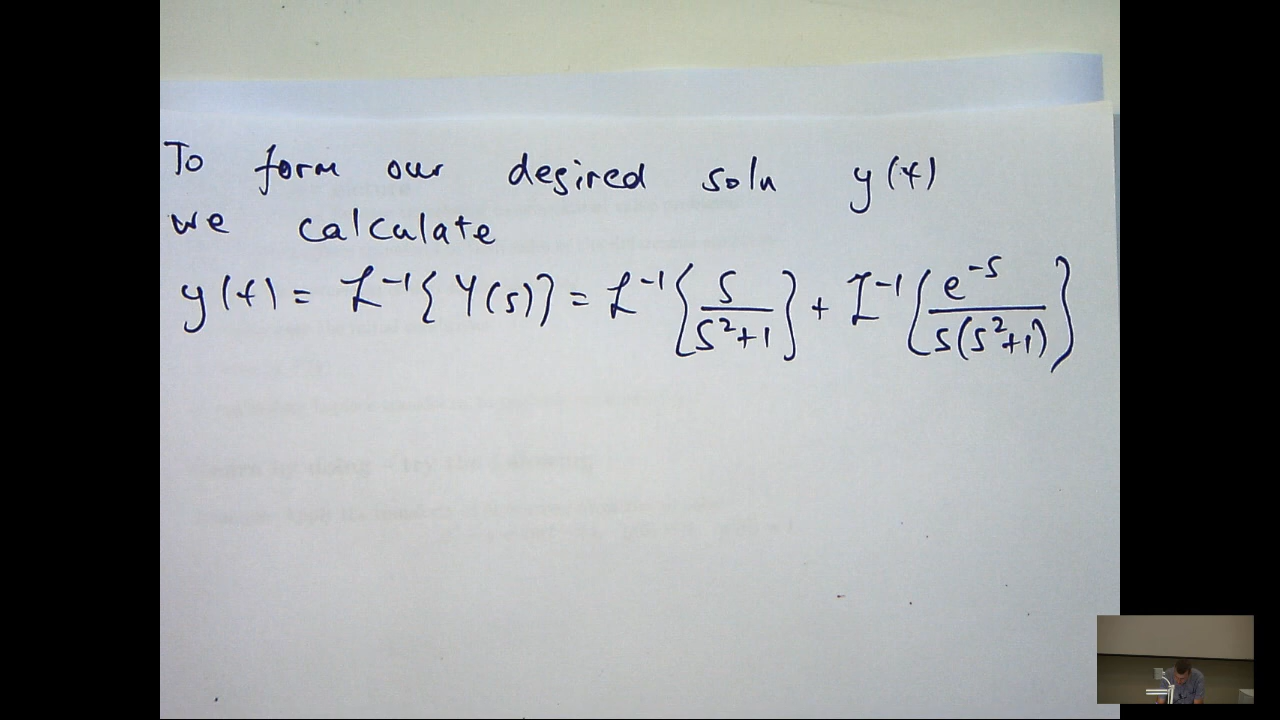 To form our desired soln y(t)
we calculate
y(t) = ℒ⁻¹{Y(s)} = ℒ⁻¹{s/(s²+1)} + ℒ⁻¹{e⁻ˢ/(s(s²+1))}